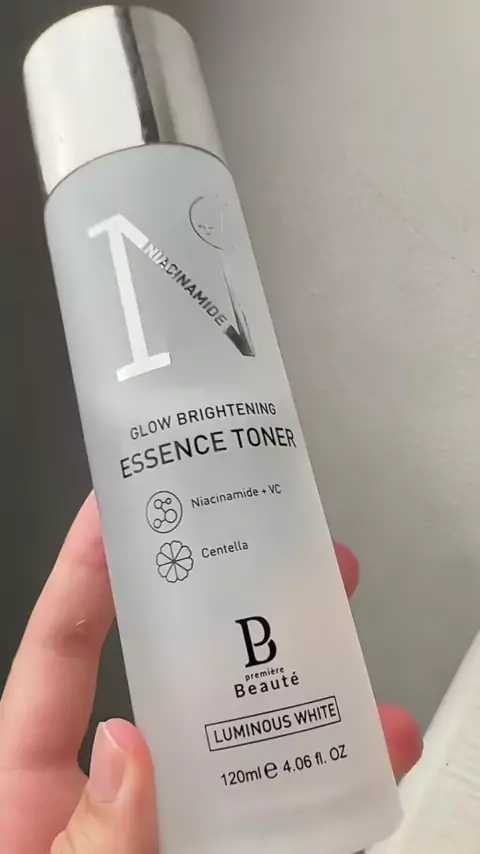 N
NIACINAMIDE
GLOW BRIGHTENING
ESSENCE TONER
Niacinamide + VC
Centella
B
première
Beauté
LUMINOUS WHITE
120ml e 4.06 fl. OZ